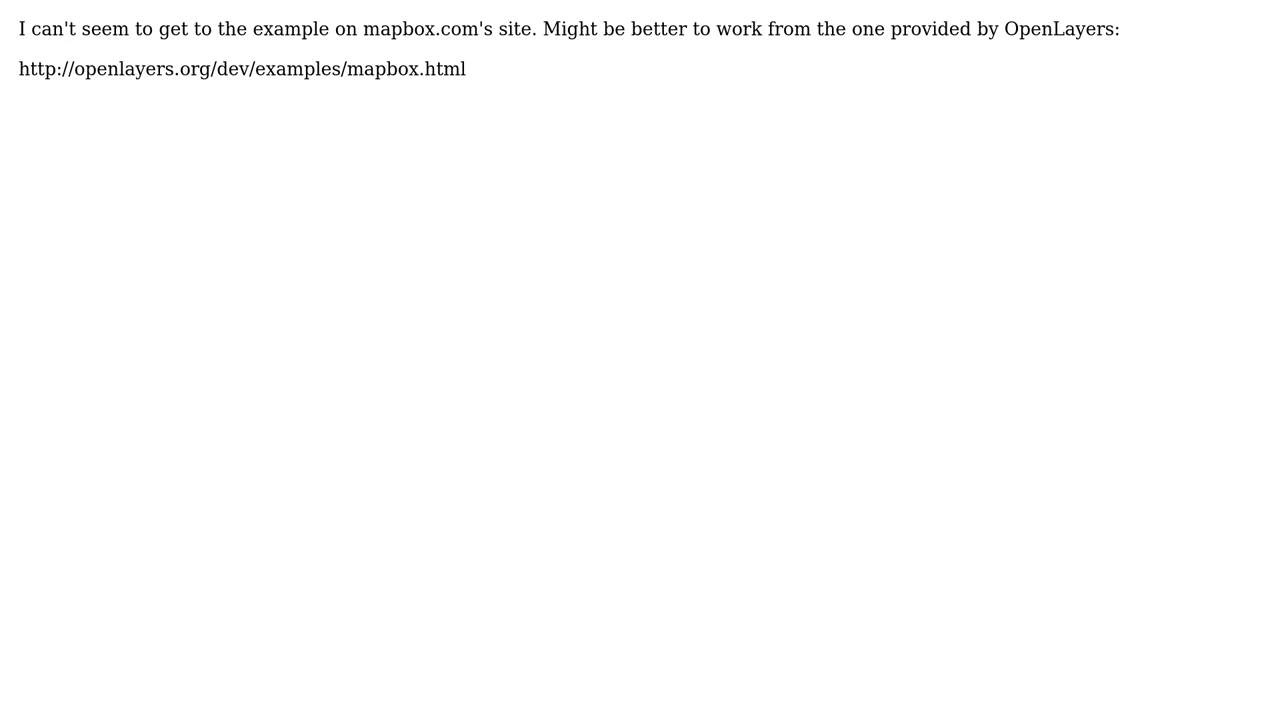 I can't seem to get to the example on mapbox.com's site. Might be better to work from the one provided by OpenLayers:
http://openlayers.org/dev/examples/mapbox.html